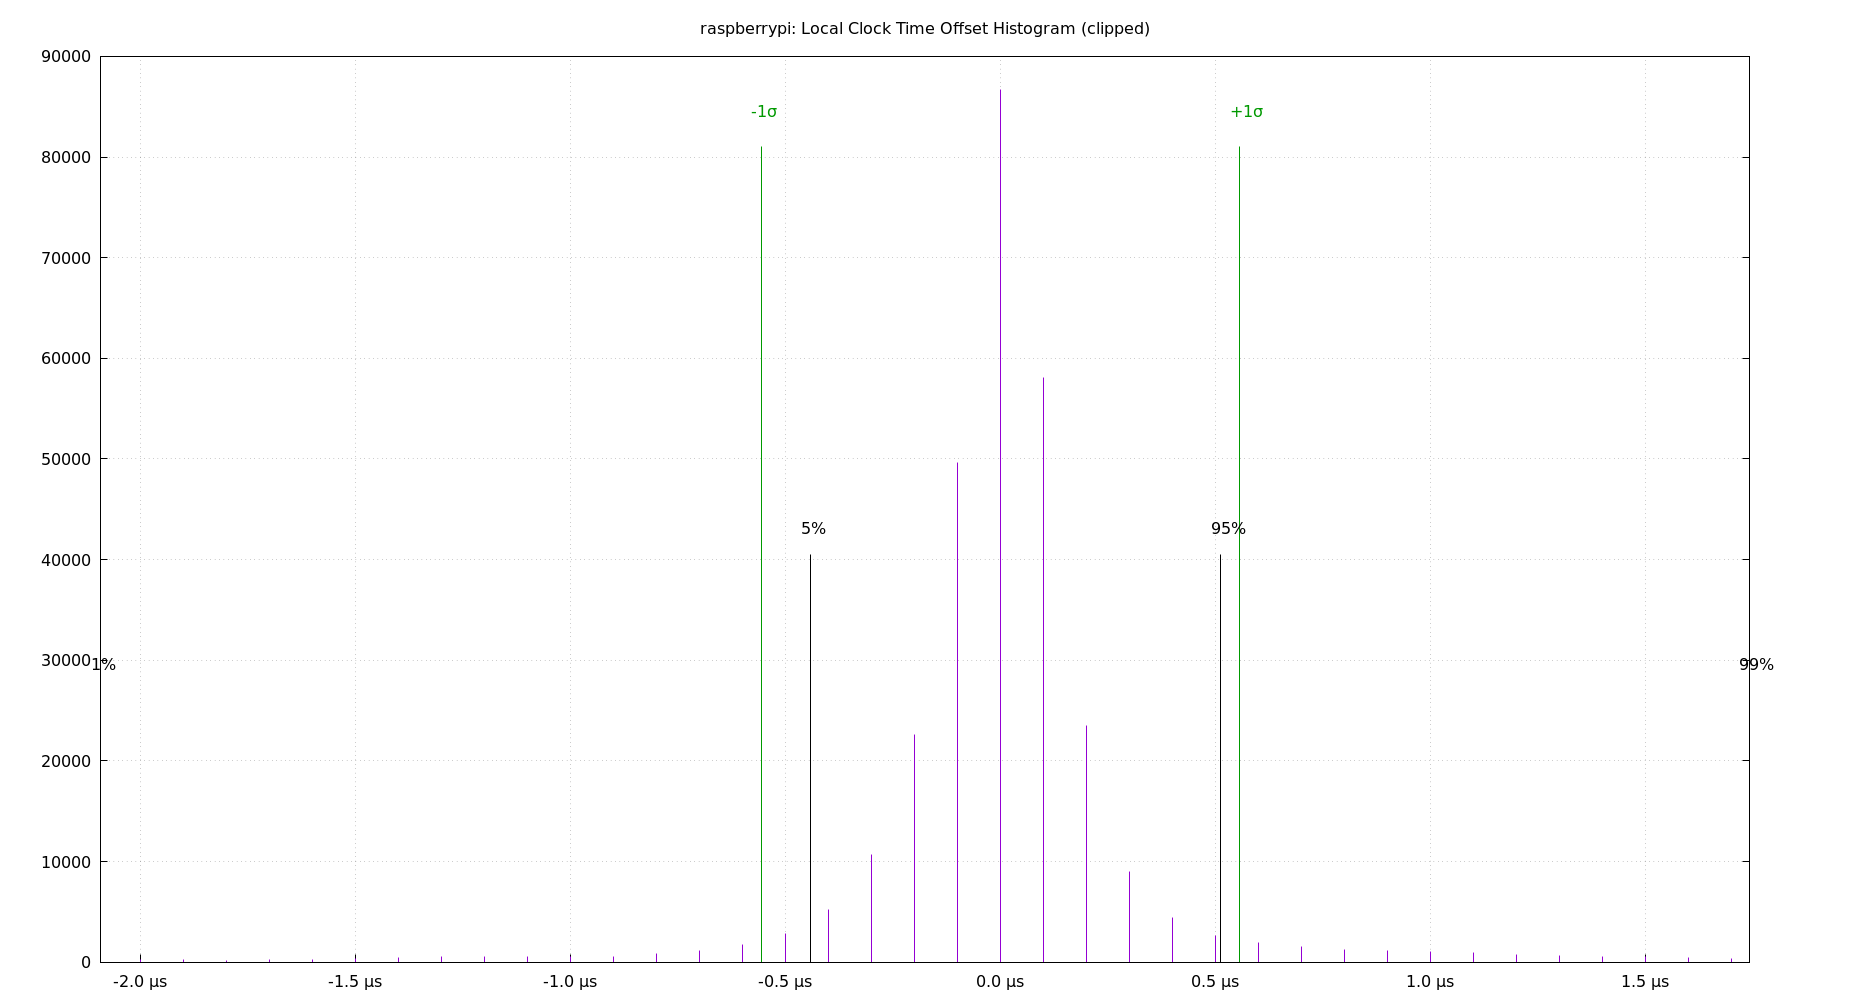 raspberrypi: Local Clock Time Offset Histogram (clipped)
90000
-1σ
+1σ
80000
70000
60000
5%
95%
50000
40000
30000
1%
99%
20000
10000
0
-2.0 µs
-1.5 µs
-1.0 µs
-0.5 µs
0.0 µs
0.5 µs
1.0 µs
1.5 µs